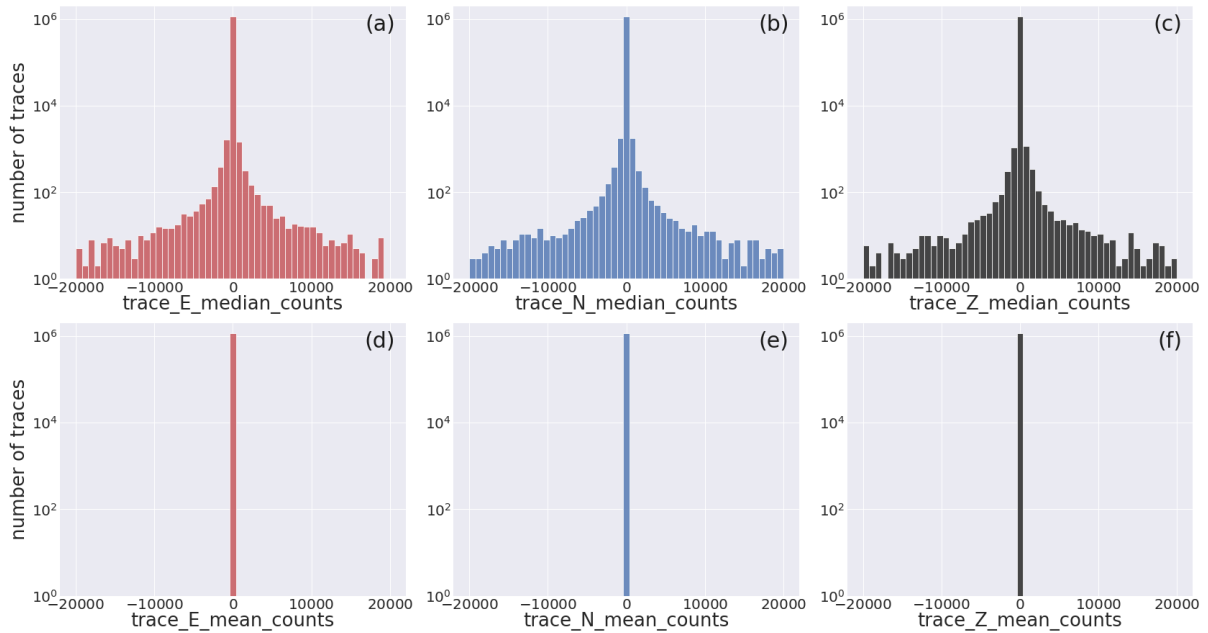 (a) (b) (c)
10⁶ 10⁶ 10⁶
10⁴ 10⁴ 10⁴
10² 10² 10²
10⁰ 10⁰ 10⁰
number of traces
−20000 −10000 0 10000 20000 −20000 −10000 0 10000 20000 −20000 −10000 0 10000 20000
trace_E_median_counts trace_N_median_counts trace_Z_median_counts
(d) (e) (f)
10⁶ 10⁶ 10⁶
10⁴ 10⁴ 10⁴
10² 10² 10²
10⁰ 10⁰ 10⁰
number of traces
−20000 −10000 0 10000 20000 −20000 −10000 0 10000 20000 −20000 −10000 0 10000 20000
trace_E_mean_counts trace_N_mean_counts trace_Z_mean_counts